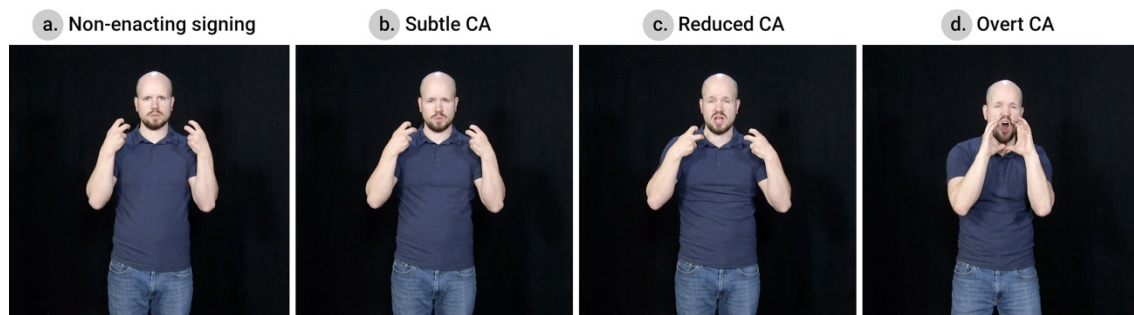 a. Non-enacting signing
b. Subtle CA
c. Reduced CA
d. Overt CA